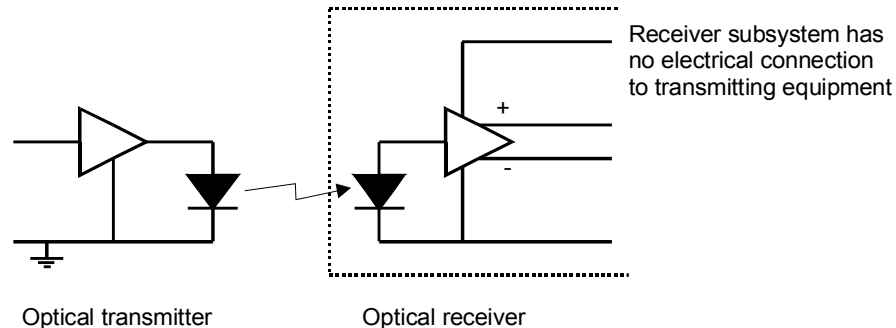 Receiver subsystem has
no electrical connection
to transmitting equipment
+
-
Optical transmitter
Optical receiver